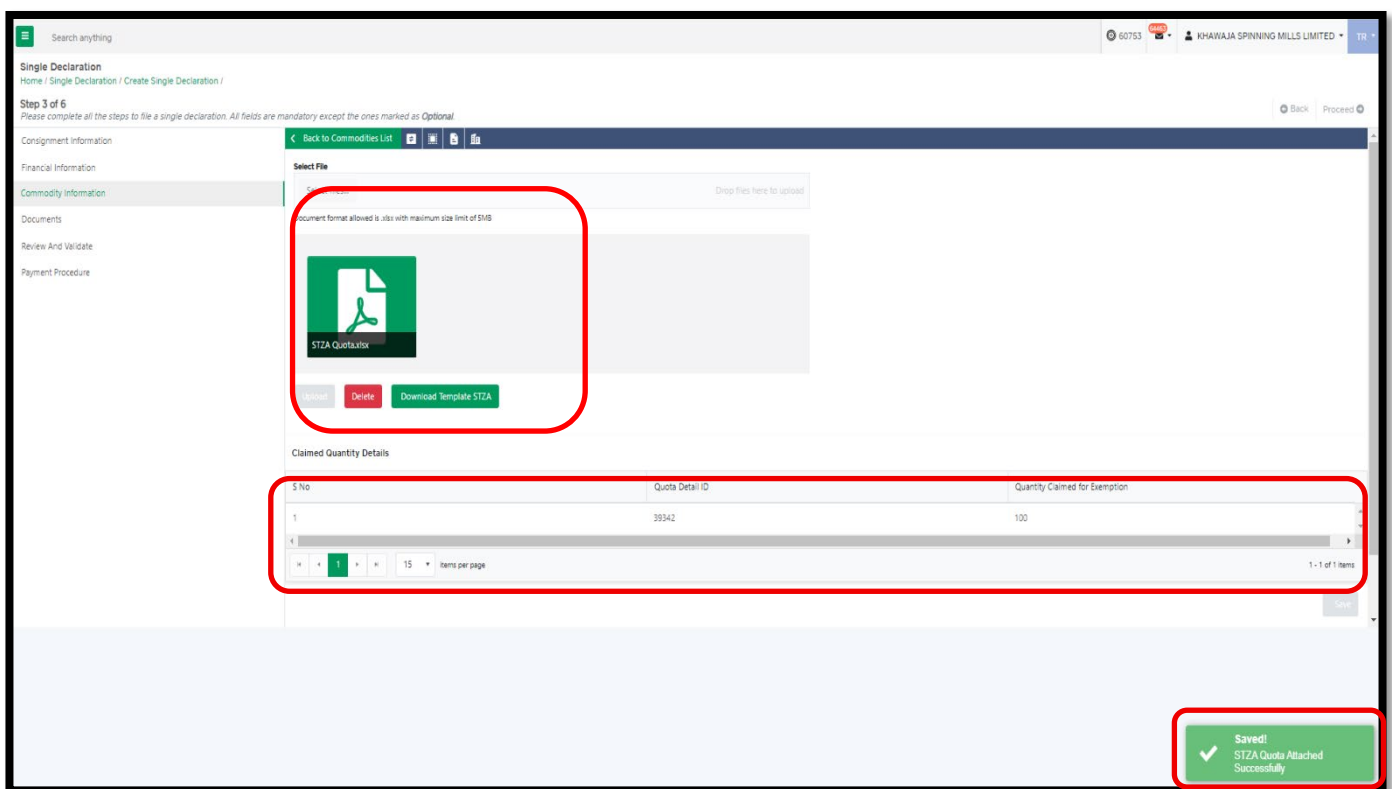 Search anything
60753
KHAWAJA SPINNING MILLS LIMITED
TR
Single Declaration
Home / Single Declaration / Create Single Declaration /
Step 3 of 6
Please complete all the steps to file a single declaration. All fields are mandatory except the ones marked as Optional.
Back
Proceed
Consignment Information
Financial Information
Commodity Information
Documents
Review And Validate
Payment Procedure
Back to Commodities List
Select File
Drop files here to upload
Document format allowed is .xlsx with maximum size limit of 5MB
STZA Quota.xlsx
Upload
Delete
Download Template STZA
Claimed Quantity Details
S No
Quota Detail ID
Quantity Claimed for Exemption
1
39342
100
1
15
items per page
1 - 1 of 1 items
Save
Saved!
STZA Quota Attached
Successfully